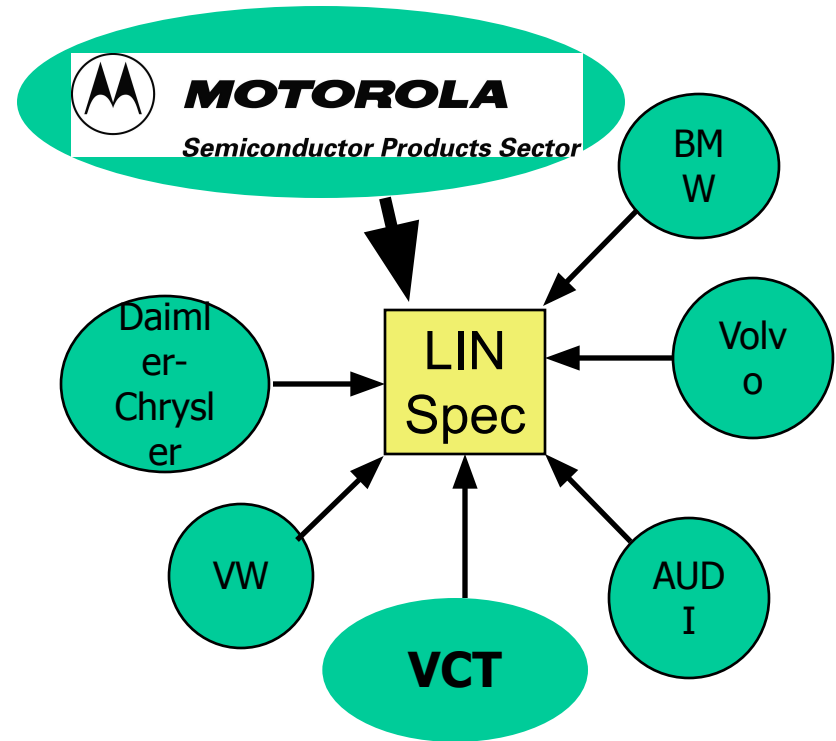 MOTOROLA
Semiconductor Products Sector
BM
W
Daiml
er-
Chrysl
er
LIN
Spec
Volv
o
VW
AUD
I
VCT